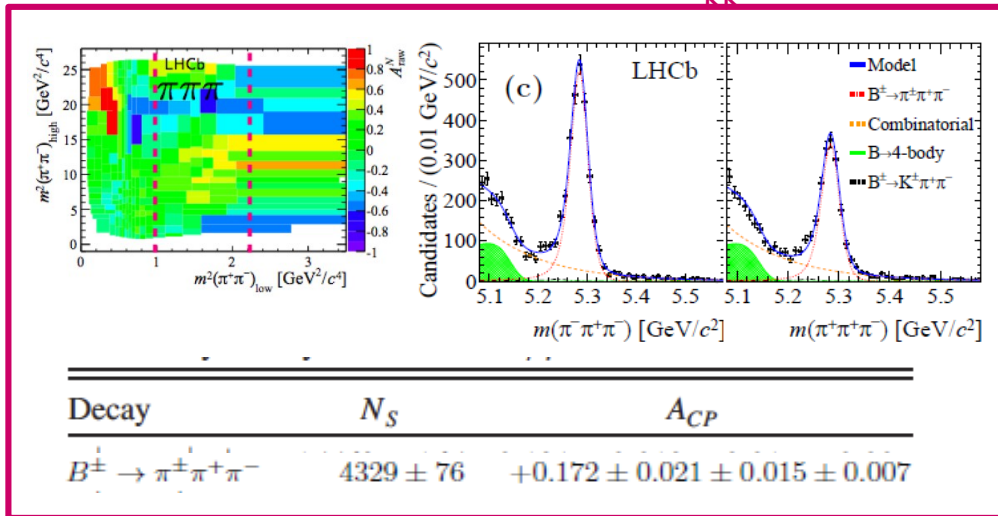 LHCb
πππ
m²(π⁺π⁻)high [GeV²/c⁴]
25
20
15
10
5
0
0 1 2 3
m²(π⁺π⁻)low [GeV²/c⁴]
1
0.8
0.6
0.4
0.2
0
-0.2
-0.4
-0.6
-0.8
-1
A^N_raw
Candidates / (0.01 GeV/c²)
500
400
300
200
100
0
(c) LHCb
5.1 5.2 5.3 5.4 5.5
m(π⁻π⁺π⁻) [GeV/c²]
Model
B±→π±π⁺π⁻
Combinatorial
B→4-body
B±→K±π⁺π⁻
5.1 5.2 5.3 5.4 5.5
m(π⁺π⁺π⁻) [GeV/c²]
Decay N_S A_CP
B± → π±π⁺π⁻ 4329 ± 76 +0.172 ± 0.021 ± 0.015 ± 0.007